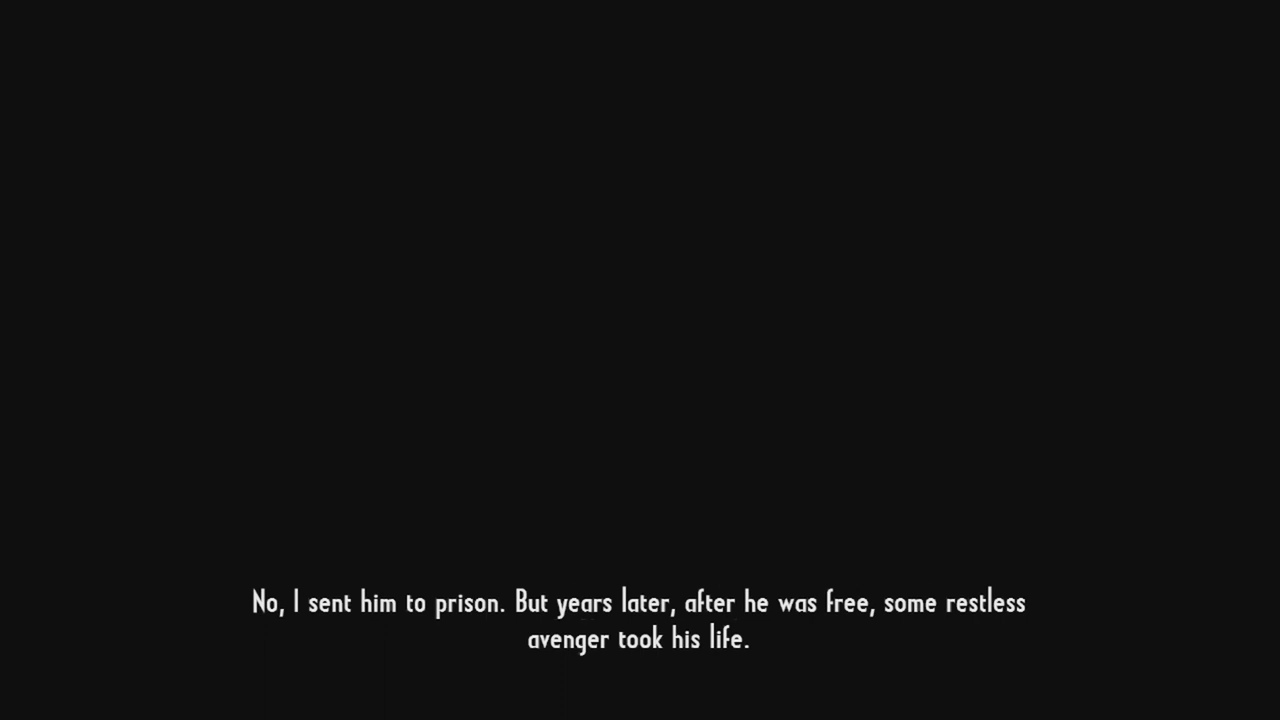 No, I sent him to prison. But years later, after he was free, some restless
avenger took his life.